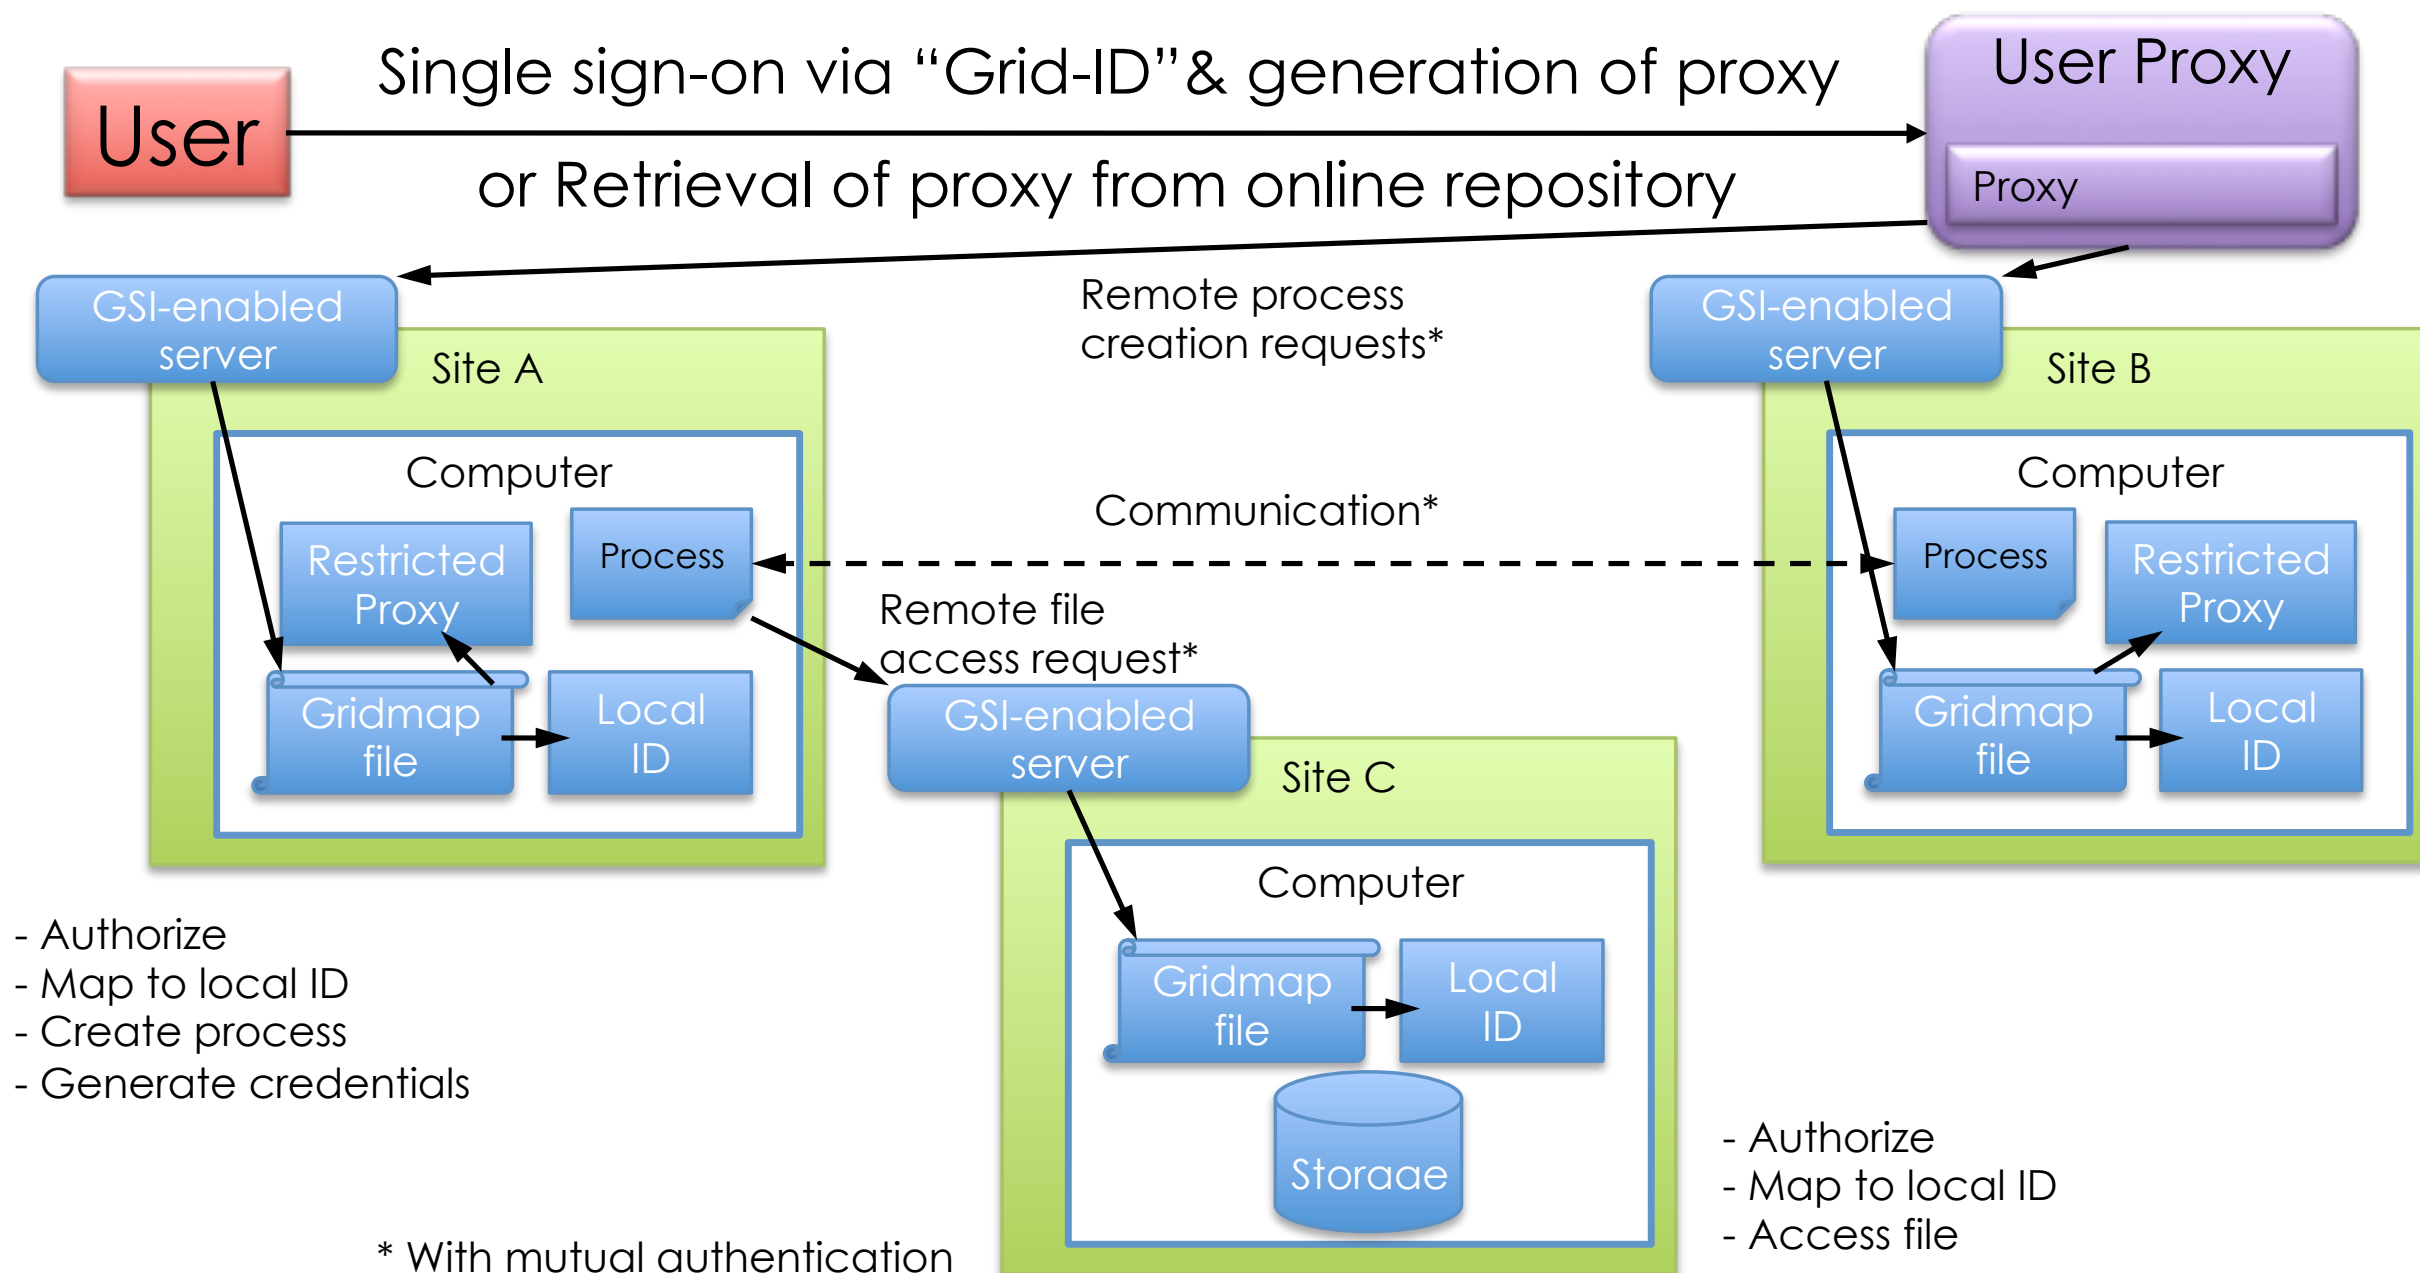 Single sign-on via “Grid-ID”& generation of proxy
User
or Retrieval of proxy from online repository
User Proxy
Proxy
GSI-enabled
server
Site A
Remote process
creation requests*
GSI-enabled
server
Site B
Computer
Restricted
Proxy
Process
Gridmap
file
Local
ID
Communication*
Remote file
access request*
Computer
Process
Restricted
Proxy
Gridmap
file
Local
ID
GSI-enabled
server
Site C
Computer
Gridmap
file
Local
ID
Storage
- Authorize
- Map to local ID
- Create process
- Generate credentials
- Authorize
- Map to local ID
- Access file
* With mutual authentication